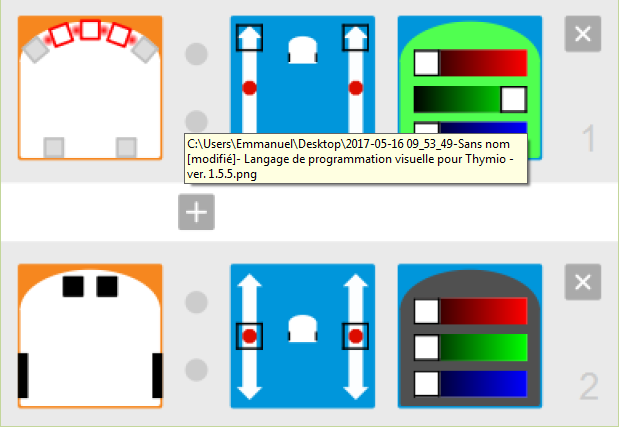 1
C:\Users\Emmanuel\Desktop\2017-05-16 09_53_49-Sans nom
[modifié]- Langage de programmation visuelle pour Thymio -
ver. 1.5.5.png
2